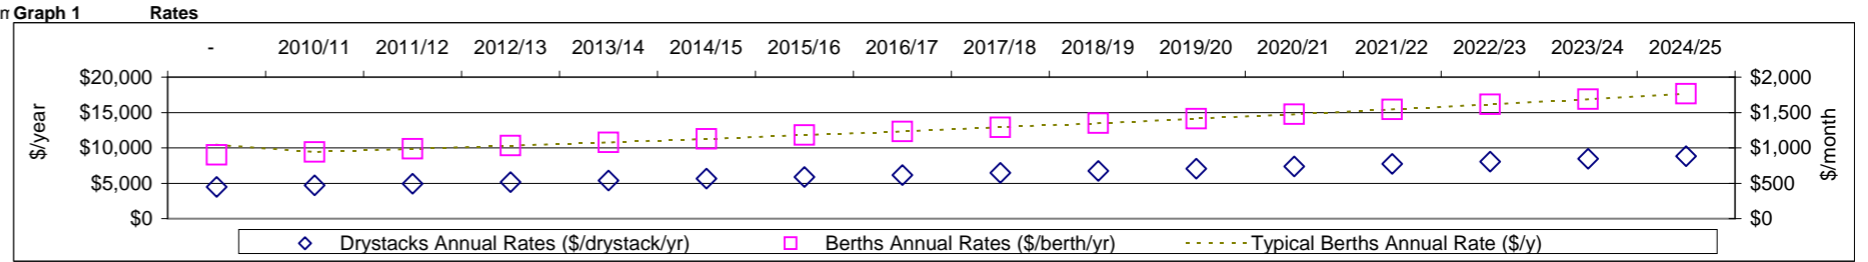 Graph 1 Rates
- 2010/11 2011/12 2012/13 2013/14 2014/15 2015/16 2016/17 2017/18 2018/19 2019/20 2020/21 2021/22 2022/23 2023/24 2024/25
$/year
$20,000 $2,000
$15,000 $1,500
$10,000 $1,000
$5,000 $500
$0 $0
$/month
Drystacks Annual Rates ($/drystack/yr) Berths Annual Rates ($/berth/yr) Typical Berths Annual Rate ($/y)